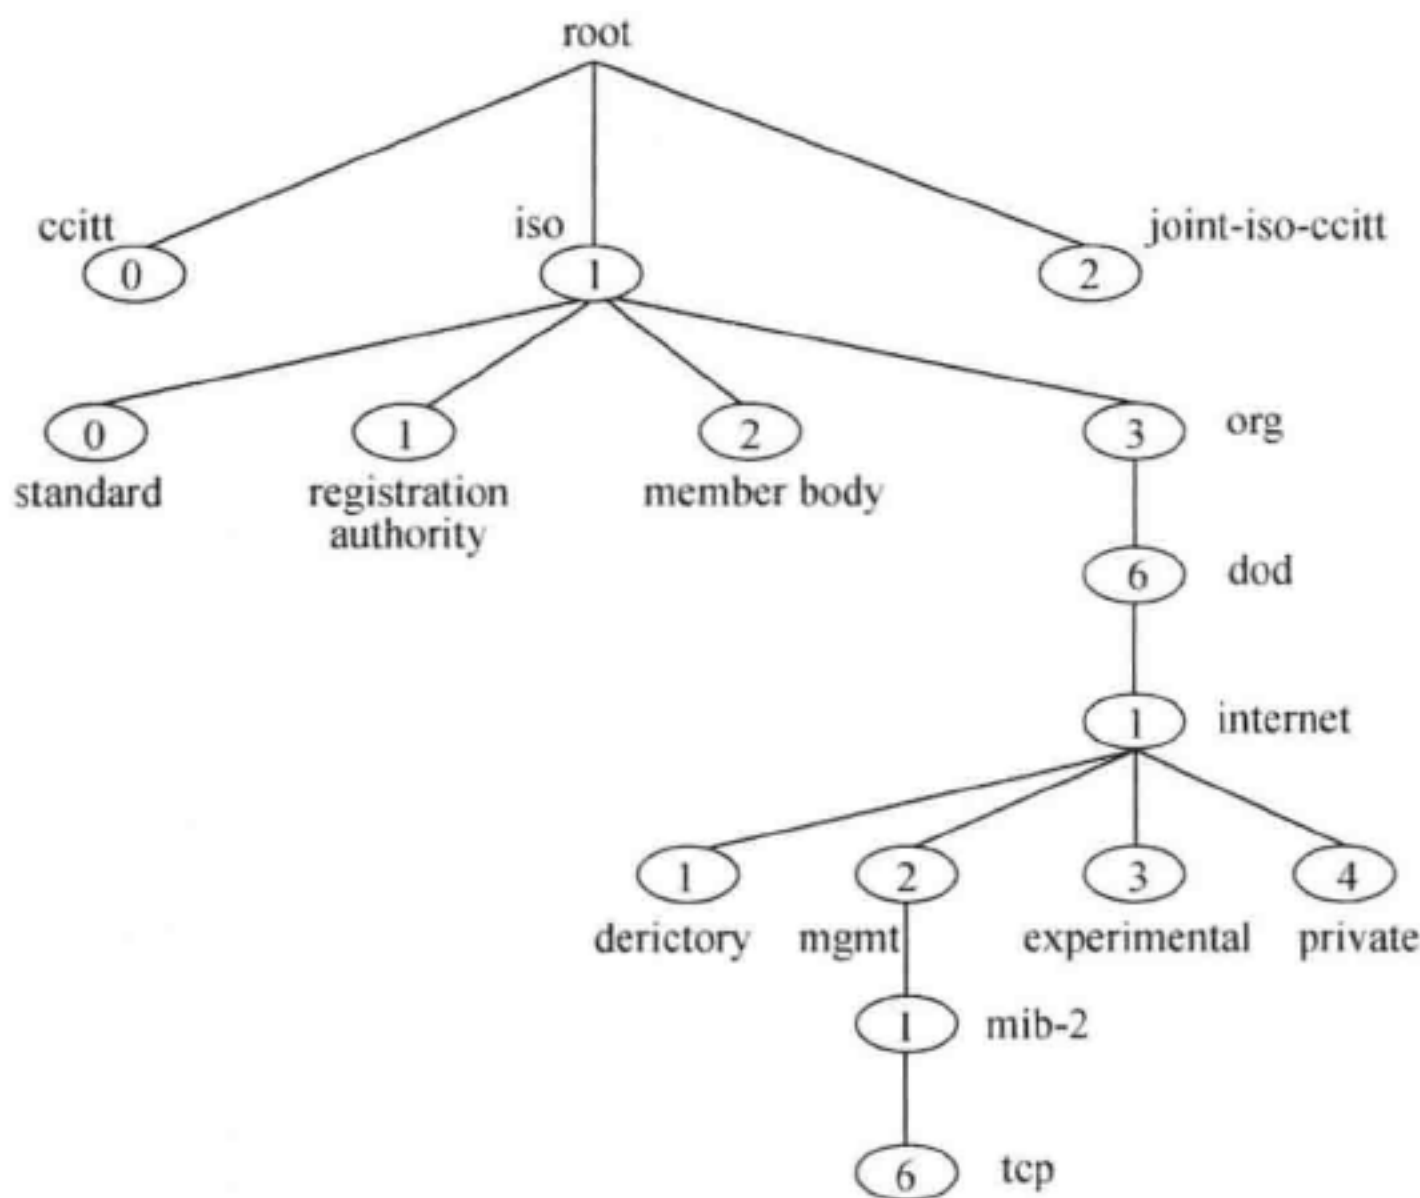 root
ccitt
iso
joint-iso-ccitt
0
1
2
0
1
2
3
org
standard
registration
authority
member body
6
dod
1
internet
1
2
3
4
derictory
mgmt
experimental
private
1
mib-2
6
tcp